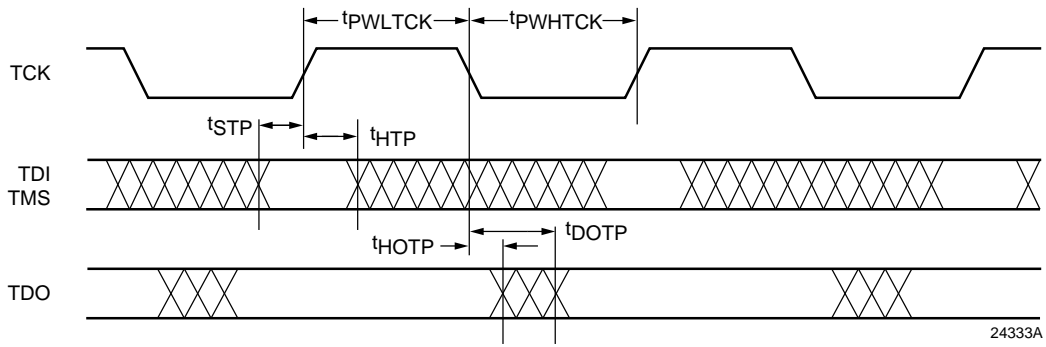 tPWLTCK tPWHTCK
TCK
tSTP tHTP
TDI
TMS
tHOTP tDOTP
TDO
24333A